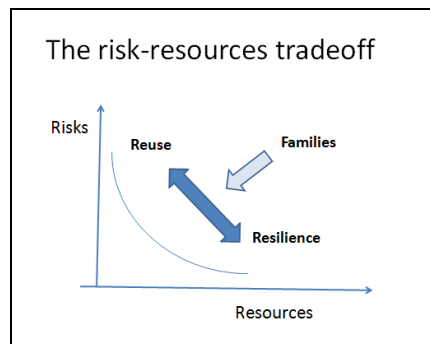 The risk-resources tradeoff
Risks
Reuse
Families
Resilience
Resources